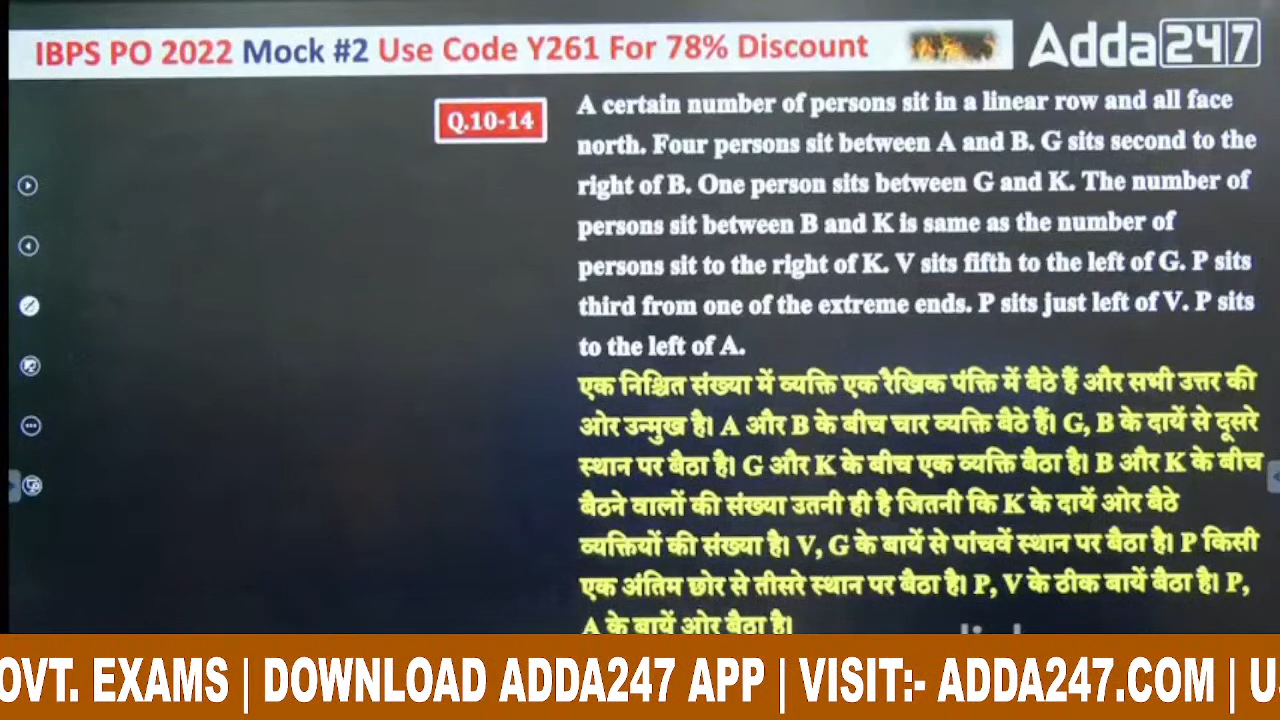 IBPS PO 2022 Mock #2 Use Code Y261 For 78% Discount
Adda247
Q.10-14
A certain number of persons sit in a linear row and all face
north. Four persons sit between A and B. G sits second to the
right of B. One person sits between G and K. The number of
persons sit between B and K is same as the number of
persons sit to the right of K. V sits fifth to the left of G. P sits
third from one of the extreme ends. P sits just left of V. P sits
to the left of A.
एक निश्चित संख्या में व्यक्ति एक रैखिक पंक्ति में बैठे हैं और सभी उत्तर की
ओर उन्मुख है। A और B के बीच चार व्यक्ति बैठे हैं। G, B के दायें से दूसरे
स्थान पर बैठा है। G और K के बीच एक व्यक्ति बैठा है। B और K के बीच
बैठने वालों की संख्या उतनी ही है जितनी कि K के दायें ओर बैठे
व्यक्तियों की संख्या है। V, G के बायें से पांचवें स्थान पर बैठा है। P किसी
एक अंतिम छोर से तीसरे स्थान पर बैठा है। P, V के ठीक बायें बैठा है। P,
A के बायें ओर बैठा है।
OVT. EXAMS | DOWNLOAD ADDA247 APP | VISIT:- ADDA247.COM | U